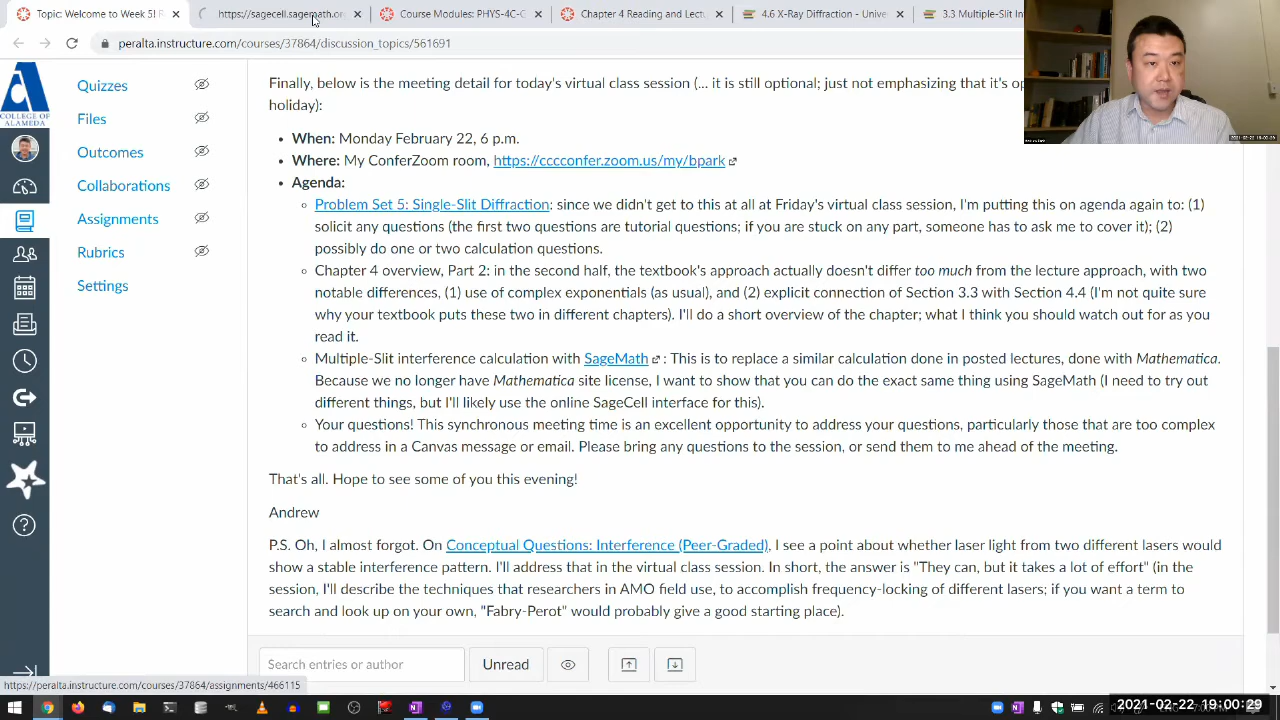 Topic: Welcome to Week5! R
https://sagecell.sagem
Course Modules: PHYS-4C-C
Chapter 4 Reading and Lectu
4.6 X-Ray Diffraction - Unive
3.3 Multiple-Slit In
peralta.instructure.com/courses/37864/discussion_topics/561691
COLLEGE OF
ALAMEDA
Quizzes
Files
Outcomes
Collaborations
Assignments
Rubrics
Settings
Finally, below is the meeting detail for today's virtual class session (... it is still optional; just not emphasizing that it's op
holiday):
• When: Monday February 22, 6 p.m.
• Where: My ConferZoom room, https://cccconfer.zoom.us/my/bpark
• Agenda:
Problem Set 5: Single-Slit Diffraction: since we didn't get to this at all at Friday's virtual class session, I'm putting this on agenda again to: (1)
solicit any questions (the first two questions are tutorial questions; if you are stuck on any part, someone has to ask me to cover it); (2)
possibly do one or two calculation questions.
Chapter 4 overview, Part 2: in the second half, the textbook's approach actually doesn't differ too much from the lecture approach, with two
notable differences, (1) use of complex exponentials (as usual), and (2) explicit connection of Section 3.3 with Section 4.4 (I'm not quite sure
why your textbook puts these two in different chapters). I'll do a short overview of the chapter; what I think you should watch out for as you
read it.
Multiple-Slit interference calculation with SageMath : This is to replace a similar calculation done in posted lectures, done with Mathematica.
Because we no longer have Mathematica site license, I want to show that you can do the exact same thing using SageMath (I need to try out
different things, but I'll likely use the online SageCell interface for this).
Your questions! This synchronous meeting time is an excellent opportunity to address your questions, particularly those that are too complex
to address in a Canvas message or email. Please bring any questions to the session, or send them to me ahead of the meeting.
That's all. Hope to see some of you this evening!
Andrew
P.S. Oh, I almost forgot. On Conceptual Questions: Interference (Peer-Graded), I see a point about whether laser light from two different lasers would
show a stable interference pattern. I'll address that in the virtual class session. In short, the answer is "They can, but it takes a lot of effort" (in the
session, I'll describe the techniques that researchers in AMO field use, to accomplish frequency-locking of different lasers; if you want a term to
search and look up on your own, "Fabry-Perot" would probably give a good starting place).
Search entries or author
Unread
https://peralta.instructure.com/courses/37864/assignments/466115
2021-02-22 19:00:29
2021-02-22 19:00:29